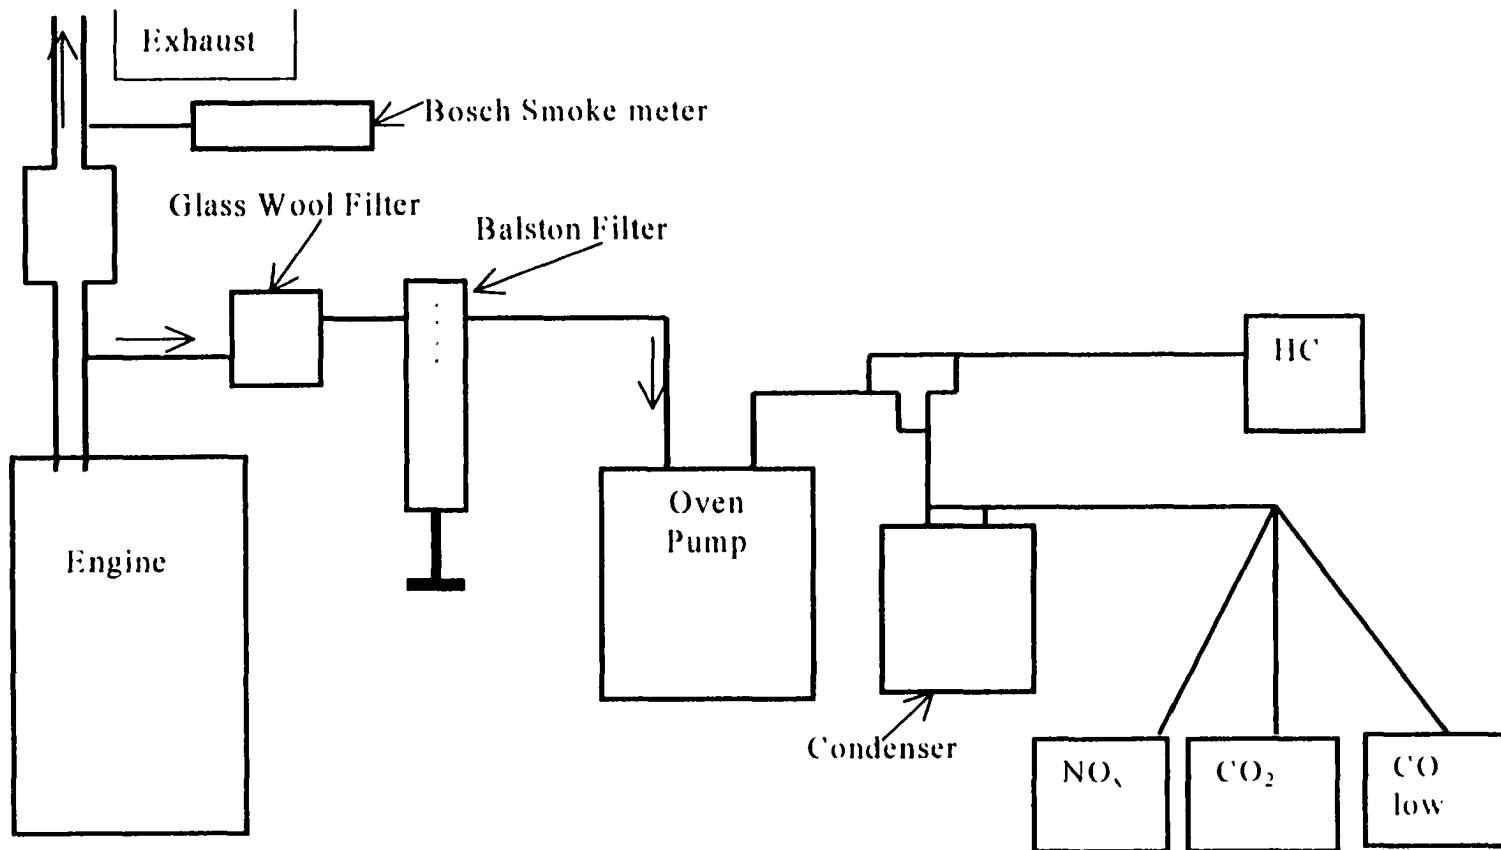 Exhaust
Bosch Smoke meter
Glass Wool Filter
Balston Filter
HC
Oven
Pump
Engine
Condenser
NOₓ
CO₂
CO
low